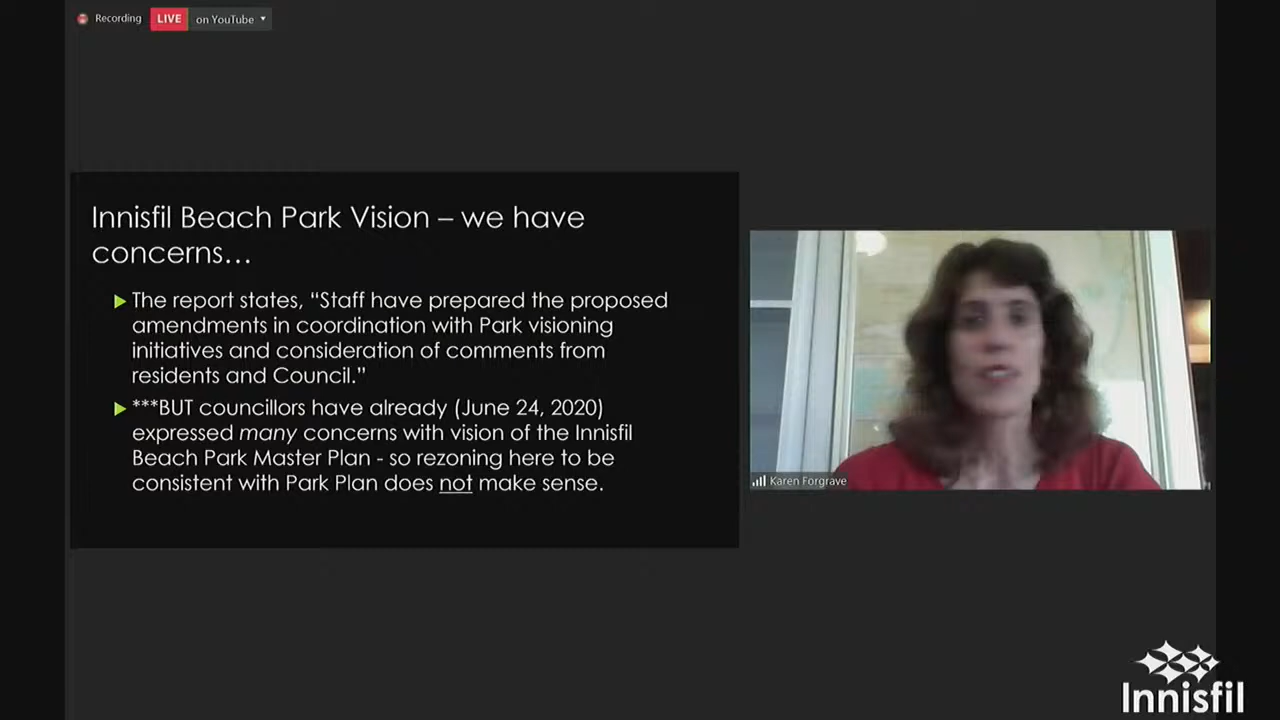 Recording LIVE on YouTube
Innisfil Beach Park Vision – we have
concerns…
The report states, “Staff have prepared the proposed
amendments in coordination with Park visioning
initiatives and consideration of comments from
residents and Council.”
***BUT councillors have already (June 24, 2020)
expressed many concerns with vision of the Innisfil
Beach Park Master Plan - so rezoning here to be
consistent with Park Plan does not make sense.
Karen Forgrave
Innisfil